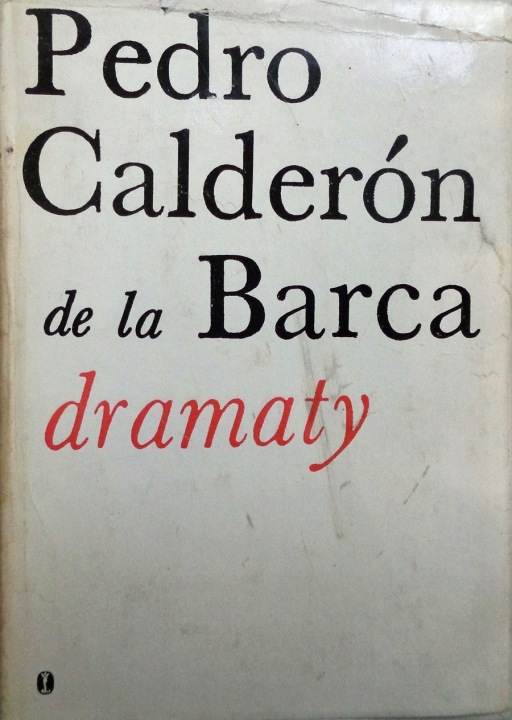 Pedro
Calderón
de la Barca
dramaty